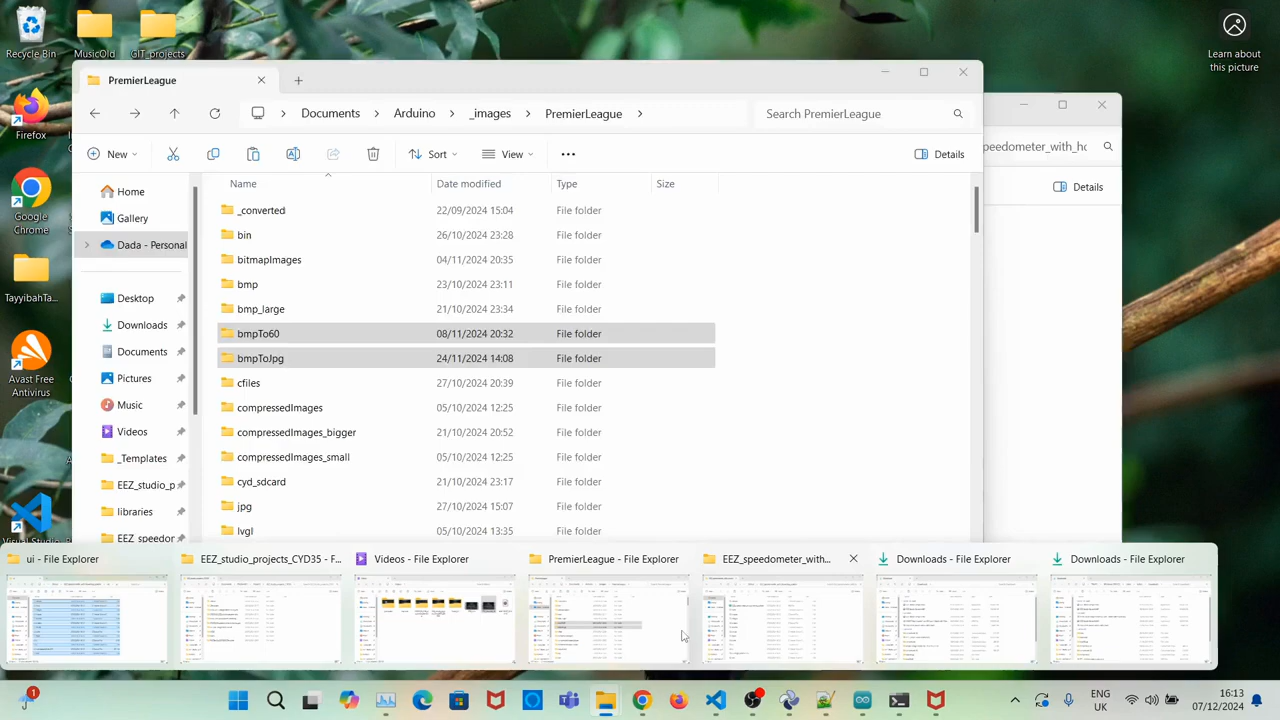 Recycle Bin
MusicOld
GIT_projects
Learn about
this picture
PremierLeague
Documents
Arduino
_images
PremierLeague
Search PremierLeague
Firefox
New
Sort
View
Details
Details
Name
Date modified
Type
Size
Home
Gallery
Dada - Personal
Google
Chrome
_converted 22/09/2024 15:04 File folder
bin 26/10/2024 23:2 File folder
bitmapImages 04/11/2024 20:35 File folder
bmp 23/10/2024 23:11 File folder
bmp_large 21/10/2024 23:34 File folder
bmpTo60 08/11/2024 20:32 File folder
bmpToJpg 24/11/2024 14:08 File folder
cfiles 27/10/2024 20:39 File folder
compressedImages 05/10/2024 12:25 File folder
compressedImages_bigger 21/10/2024 20:52 File folder
compressedImages_small 05/10/2024 12:25 File folder
cyd_sdcard 21/10/2024 23:17 File folder
jpg 27/10/2024 15:07 File folder
lvgl 05/10/2024 13:35 File folder
Desktop
Downloads
Documents
Pictures
Music
Videos
_Templates
EEZ_studio_p
libraries
EEZ_speedor
TayyibahTa...
Avast Free
Antivirus
ui - File Explorer
EEZ_studio_projects_CYD35 - F...
Videos - File Explorer
PremierLeague - File Explorer
EEZ_speedometer_with...
Downloads - File Explorer
Downloads - File Explorer
1
ENG
UK
16:13
07/12/2024